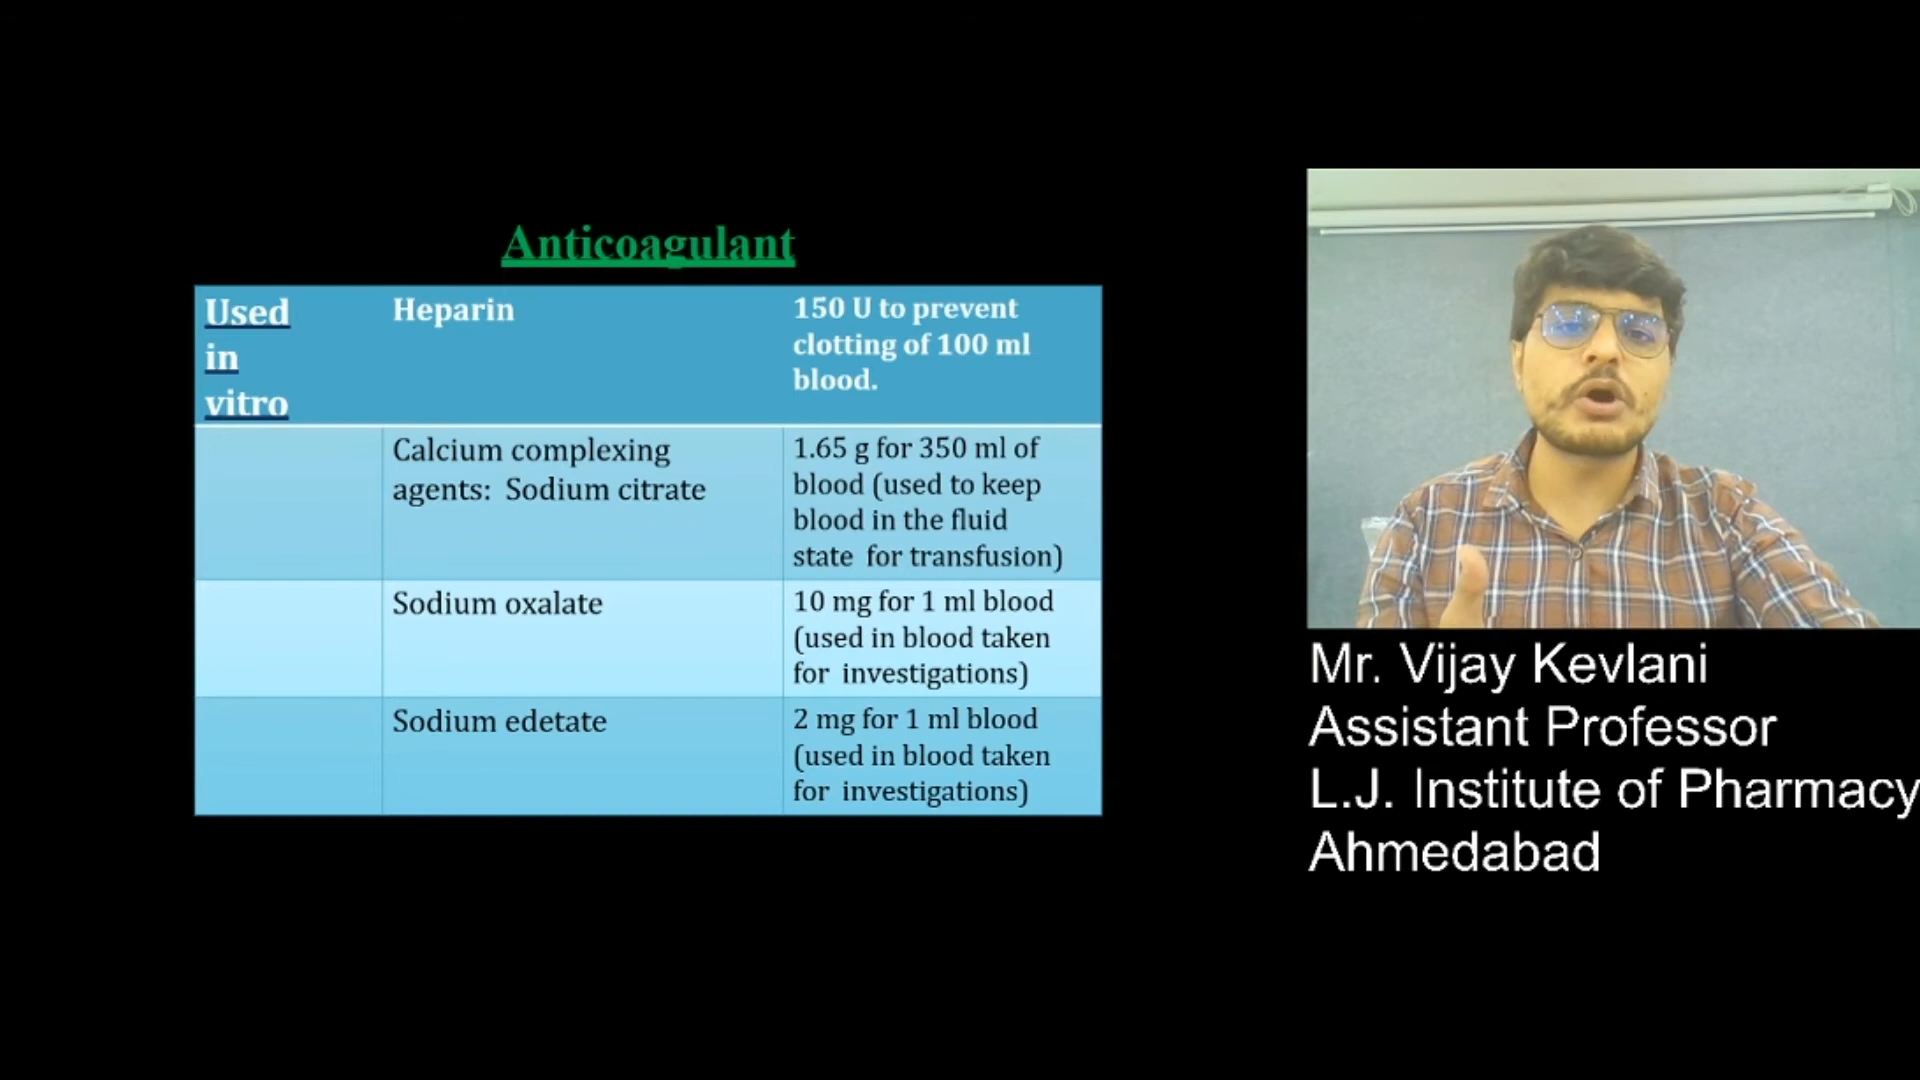 Anticoagulant
Used
in
vitro
Heparin
150 U to prevent
clotting of 100 ml
blood.
Calcium complexing
agents: Sodium citrate
1.65 g for 350 ml of
blood (used to keep
blood in the fluid
state for transfusion)
Sodium oxalate
10 mg for 1 ml blood
(used in blood taken
for investigations)
Sodium edetate
2 mg for 1 ml blood
(used in blood taken
for investigations)
Mr. Vijay Kevlani
Assistant Professor
L.J. Institute of Pharmacy
Ahmedabad